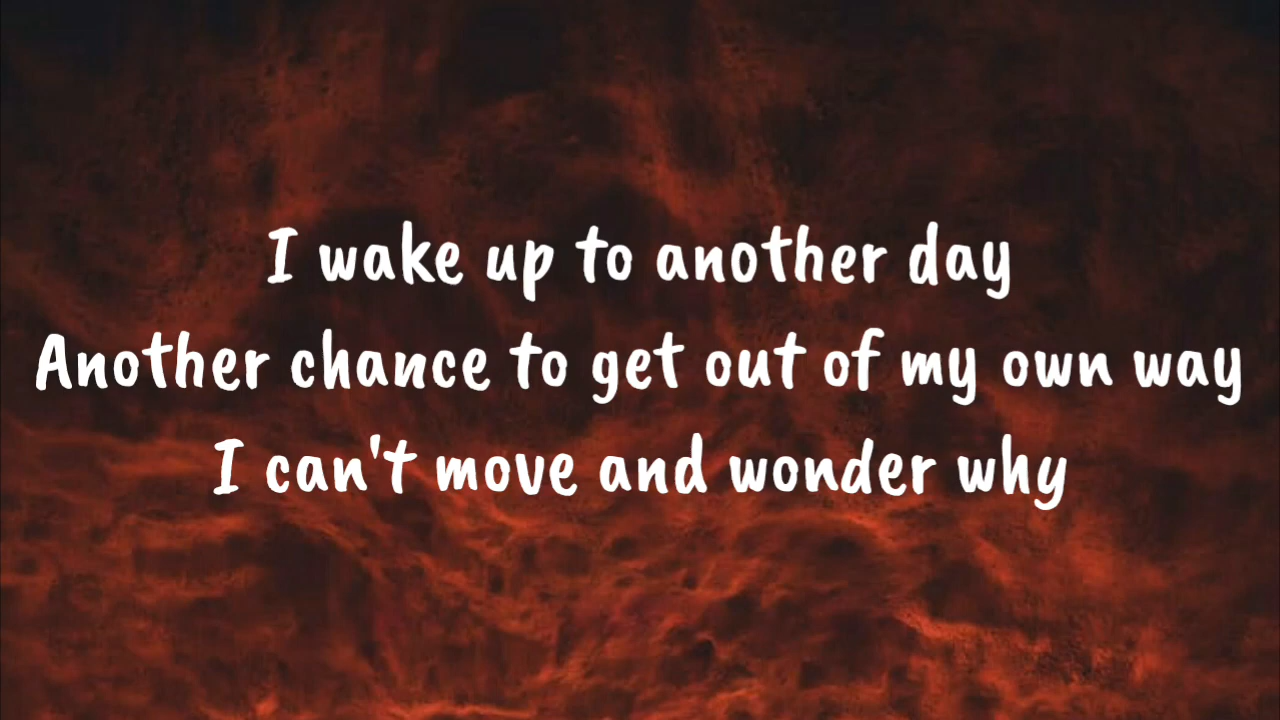 I wake up to another day
Another chance to get out of my own way
I can't move and wonder why